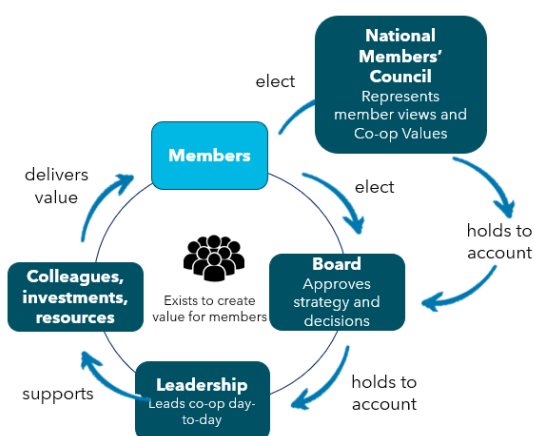 National
Members’
Council
Represents
member views and
Co-op Values
elect
Members
delivers
value
elect
holds to
account
Colleagues,
investments,
resources
Exists to create
value for members
Board
Approves
strategy and
decisions
supports
Leadership
Leads co-op day-
to-day
holds to
account